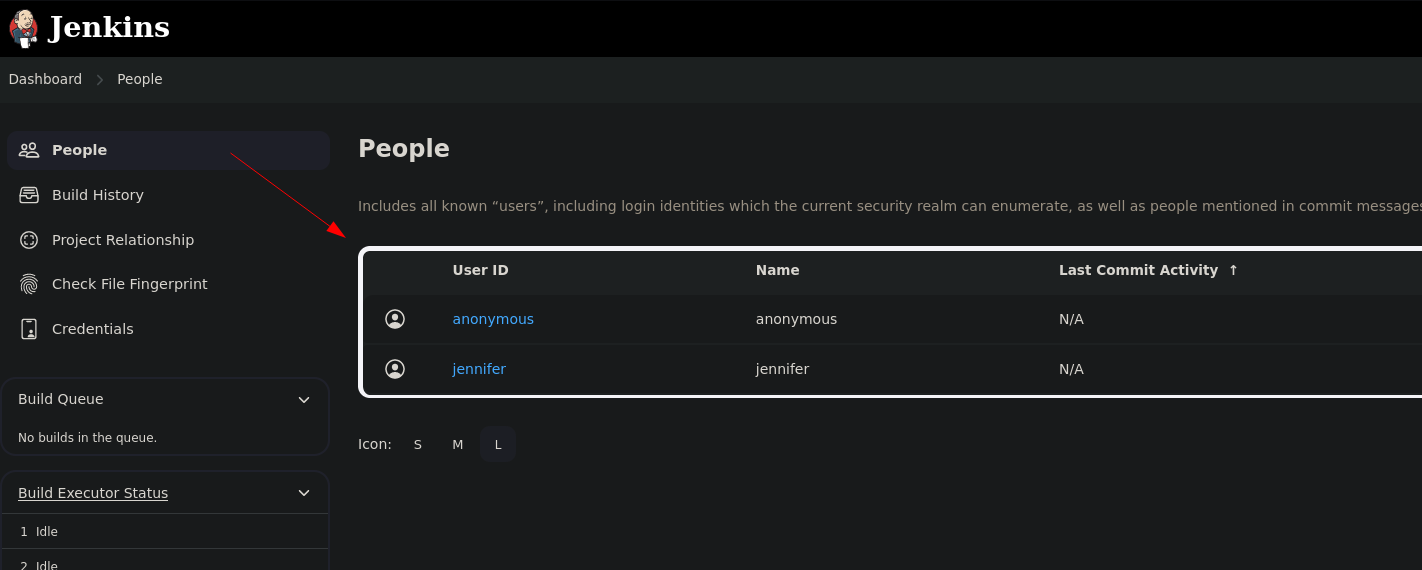 Jenkins
Dashboard People
People
Build History
Project Relationship
Check File Fingerprint
Credentials
Build Queue
No builds in the queue.
Build Executor Status
1 Idle
2 Idle
People
Includes all known “users”, including login identities which the current security realm can enumerate, as well as people mentioned in commit messages
User ID Name Last Commit Activity ↑
anonymous anonymous N/A
jennifer jennifer N/A
Icon: S M L